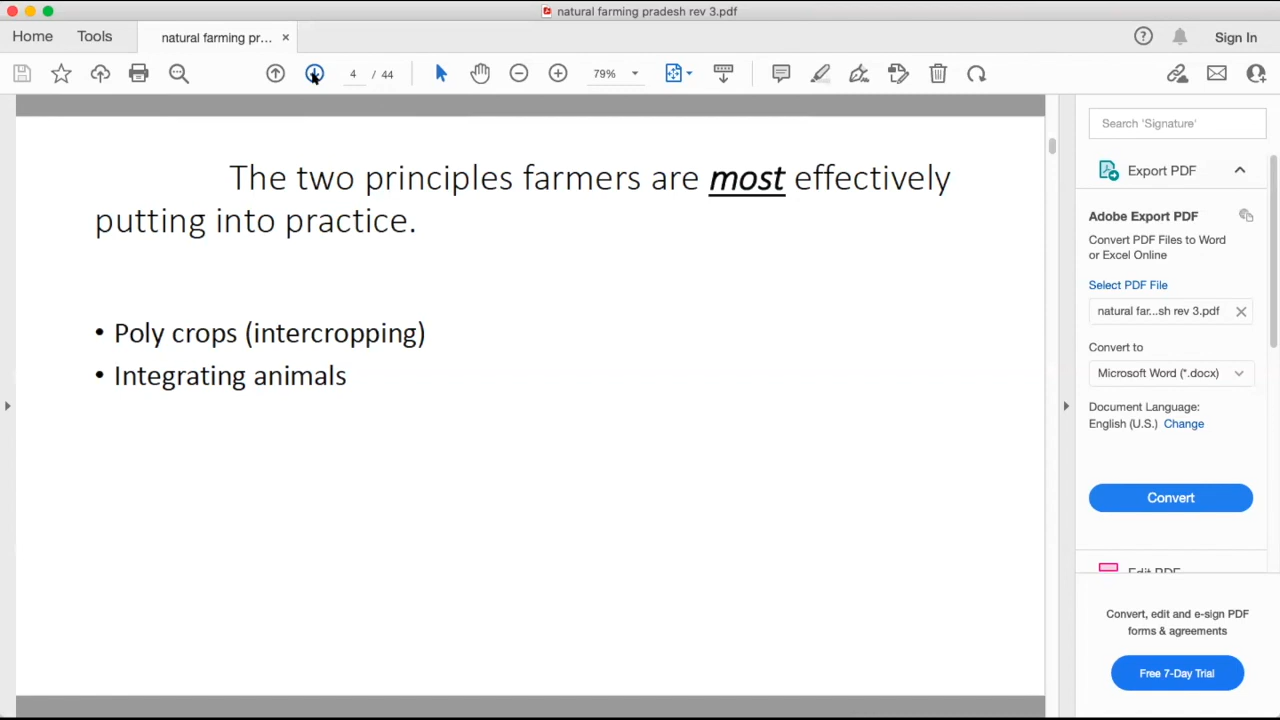 natural farming pradesh rev 3.pdf
Home
Tools
natural farming pr...
Sign In
4 / 44
79%
The two principles farmers are most effectively
putting into practice.
• Poly crops (intercropping)
• Integrating animals
Search 'Signature'
Export PDF
Adobe Export PDF
Convert PDF Files to Word
or Excel Online
Select PDF File
natural far...sh rev 3.pdf
Convert to
Microsoft Word (*.docx)
Document Language:
English (U.S.) Change
Convert
Edit PDF
Convert, edit and e-sign PDF
forms & agreements
Free 7-Day Trial